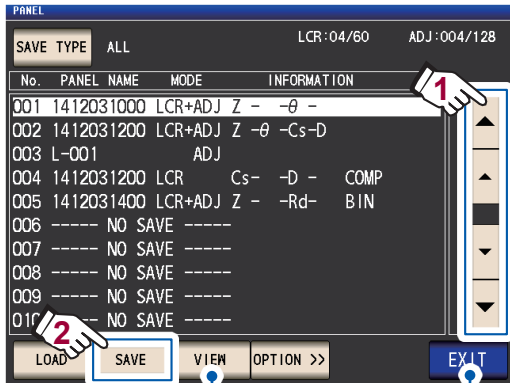 PANEL
SAVE TYPE ALL LCR:04/60 ADJ:004/128
No. PANEL NAME MODE INFORMATION
001 1412031000 LCR+ADJ Z - -θ -
002 1412031200 LCR+ADJ Z -θ -Cs-D
003 L-001 ADJ
004 1412031200 LCR Cs- -D - COMP
005 1412031400 LCR+ADJ Z - -Rd- BIN
006 ----- NO SAVE -----
007 ----- NO SAVE -----
008 ----- NO SAVE -----
009 ----- NO SAVE -----
010 NO SAVE -----
1
2
LOAD SAVE VIEW OPTION >> EXIT